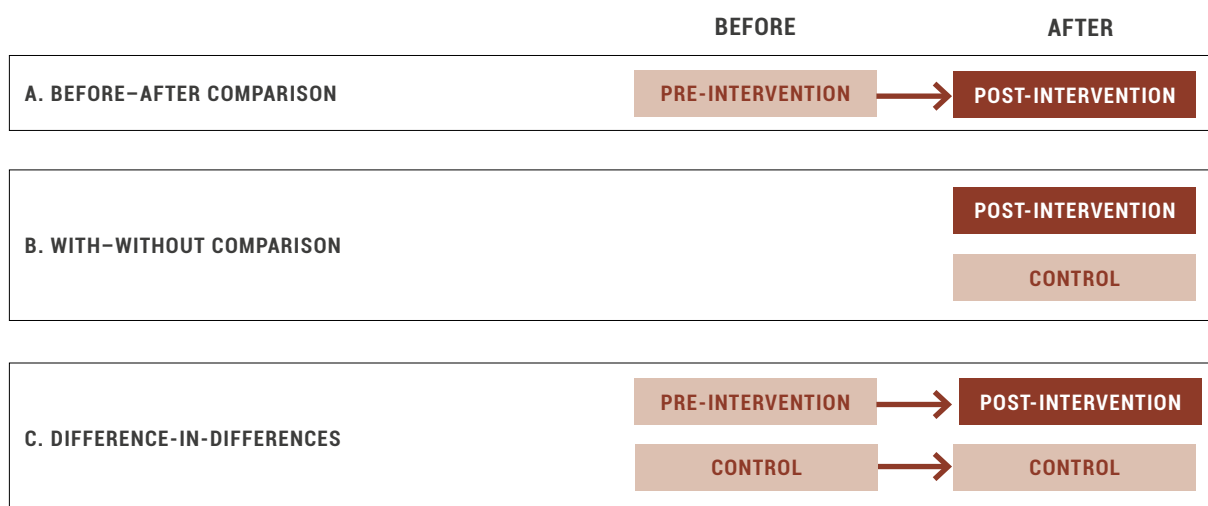 BEFORE AFTER
A. BEFORE–AFTER COMPARISON PRE-INTERVENTION POST-INTERVENTION
POST-INTERVENTION
B. WITH–WITHOUT COMPARISON
CONTROL
PRE-INTERVENTION POST-INTERVENTION
C. DIFFERENCE-IN-DIFFERENCES
CONTROL CONTROL